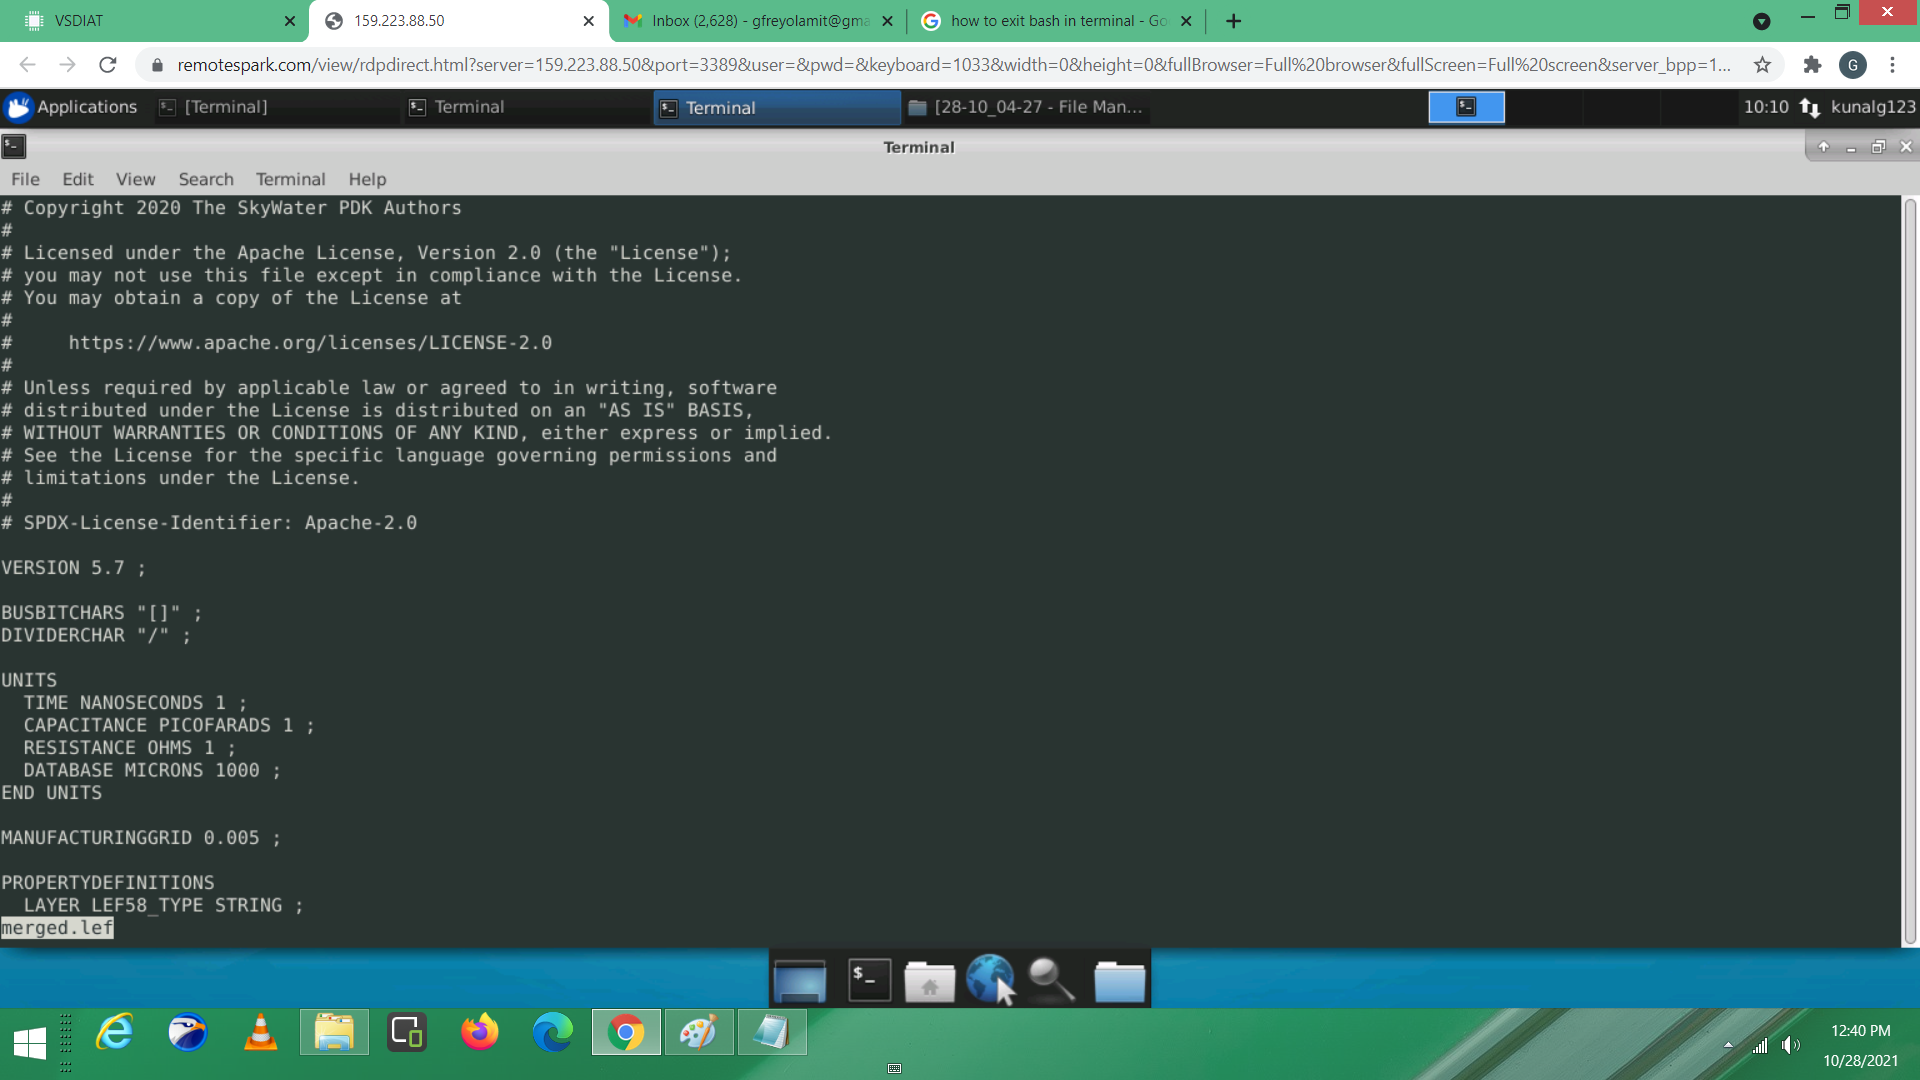 VSDIAT
159.223.88.50
Inbox (2,628) - gfreyolamit@gma
how to exit bash in terminal - Go
remotespark.com/view/rdpdirect.html?server=159.223.88.50&port=3389&user=&pwd=&keyboard=1033&width=0&height=0&fullBrowser=Full%20browser&fullScreen=Full%20screen&server_bpp=1...
G
Applications
[Terminal]
Terminal
Terminal
[28-10_04-27 - File Man...
10:10
kunalg123
Terminal
File Edit View Search Terminal Help
# Copyright 2020 The SkyWater PDK Authors
#
# Licensed under the Apache License, Version 2.0 (the "License");
# you may not use this file except in compliance with the License.
# You may obtain a copy of the License at
#
#     https://www.apache.org/licenses/LICENSE-2.0
#
# Unless required by applicable law or agreed to in writing, software
# distributed under the License is distributed on an "AS IS" BASIS,
# WITHOUT WARRANTIES OR CONDITIONS OF ANY KIND, either express or implied.
# See the License for the specific language governing permissions and
# limitations under the License.
#
# SPDX-License-Identifier: Apache-2.0
VERSION 5.7 ;
BUSBITCHARS "[]" ;
DIVIDERCHAR "/" ;
UNITS
  TIME NANOSECONDS 1 ;
  CAPACITANCE PICOFARADS 1 ;
  RESISTANCE OHMS 1 ;
  DATABASE MICRONS 1000 ;
END UNITS
MANUFACTURINGGRID 0.005 ;
PROPERTYDEFINITIONS
  LAYER LEF58_TYPE STRING ;
merged.lef
12:40 PM
10/28/2021